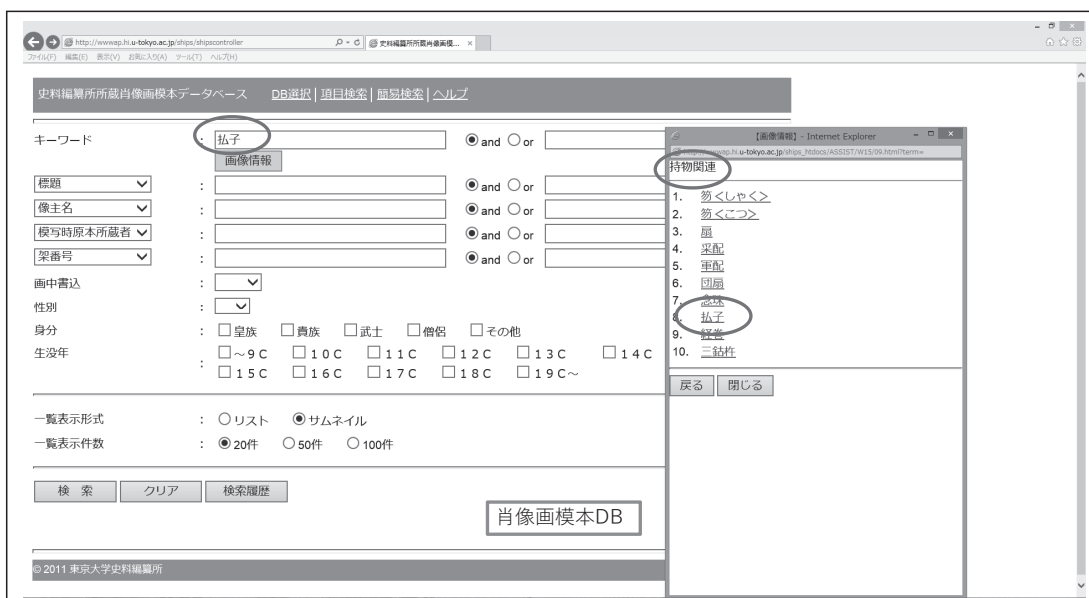 http://wwwap.hi.u-tokyo.ac.jp/ships/shipscontroller
史料編纂所所蔵肖像画模...
ファイル(F) 編集(E) 表示(V) お気に入り(A) ツール(T) ヘルプ(H)
史料編纂所所蔵肖像画模本データベース DB選択 | 項目検索 | 簡易検索 | ヘルプ
キーワード : 払子 and or
画像情報
標題 : and or
像主名 : and or
模写時原本所蔵者 : and or
架番号 : and or
画中書込 :
性別 :
身分 : 皇族 貴族 武士 僧侶 その他
生没年 : ~9C 10C 11C 12C 13C 14C
15C 16C 17C 18C 19C~
一覧表示形式 : リスト サムネイル
一覧表示件数 : 20件 50件 100件
検 索 クリア 検索履歴
肖像画模本DB
© 2011 東京大学史料編纂所
【画像情報】 - Internet Explorer
http://wwwap.hi.u-tokyo.ac.jp/ships_htdocs/ASSIST/W15/09.html?term=
持物関連
1. 笏<しゃく>
2. 笏<こつ>
3. 扇
4. 采配
5. 軍配
6. 団扇
7. 念珠
8. 払子
9. 経巻
10. 三鈷杵
戻る 閉じる